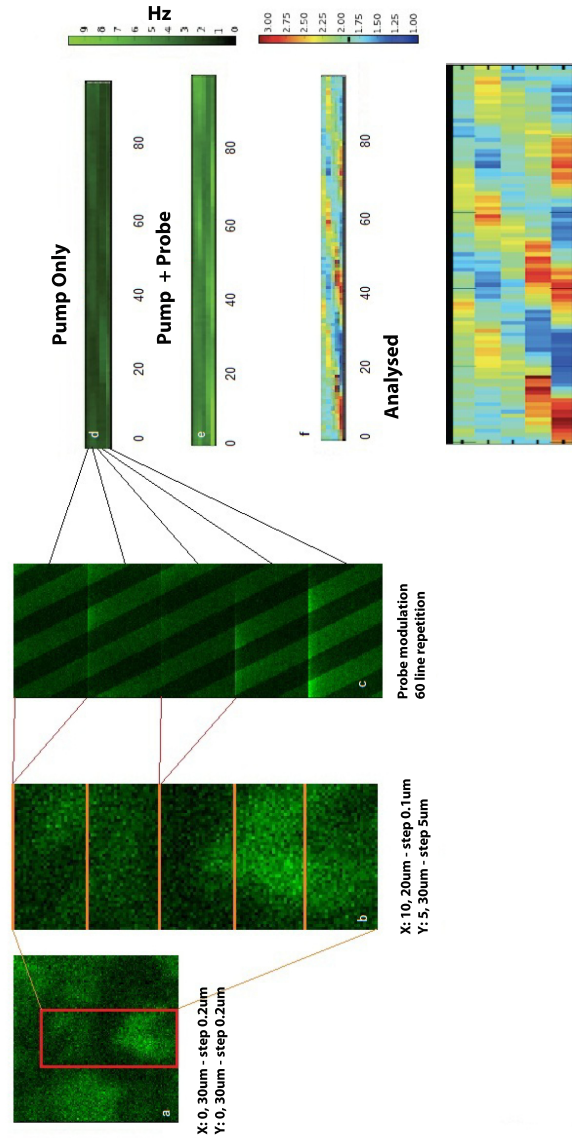 a
X: 0, 30um - step 0.2um
Y: 0, 30um - step 0.2um
b
X: 10, 20um - step 0.1um
Y: 5, 30um - step 5um
c
Probe modulation
60 line repetition
Pump Only
d
0 20 40 60 80
Pump + Probe
e
0 20 40 60 80
f
0 20 40 60 80
Analysed
Hz
9
8
7
6
5
4
3
2
1
0
3.00
2.75
2.50
2.25
2.00
1.75
1.50
1.25
1.00